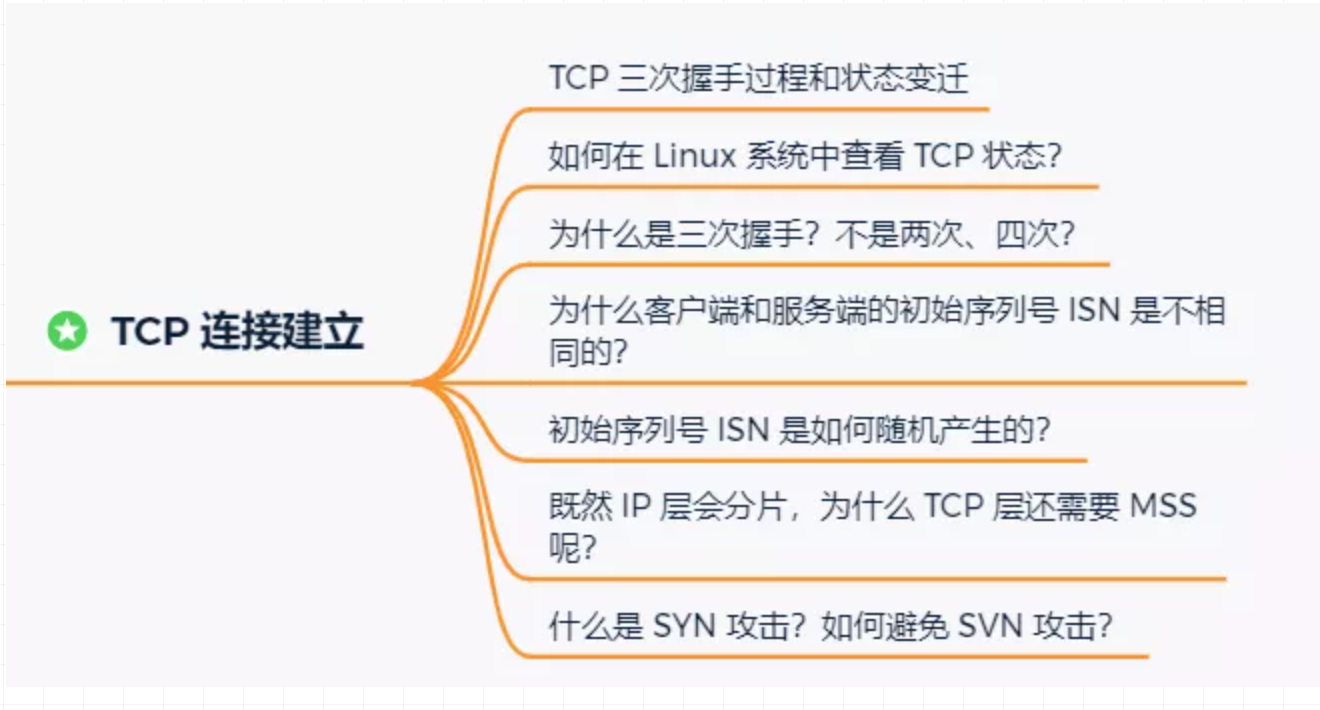 TCP 三次握手过程和状态变迁
如何在 Linux 系统中查看 TCP 状态?
为什么是三次握手? 不是两次、四次?
为什么客户端和服务端的初始序列号 ISN 是不相
同的?
TCP 连接建立
初始序列号 ISN 是如何随机产生的?
既然 IP 层会分片，为什么 TCP 层还需要 MSS
呢?
什么是 SYN 攻击? 如何避免 SVN 攻击?